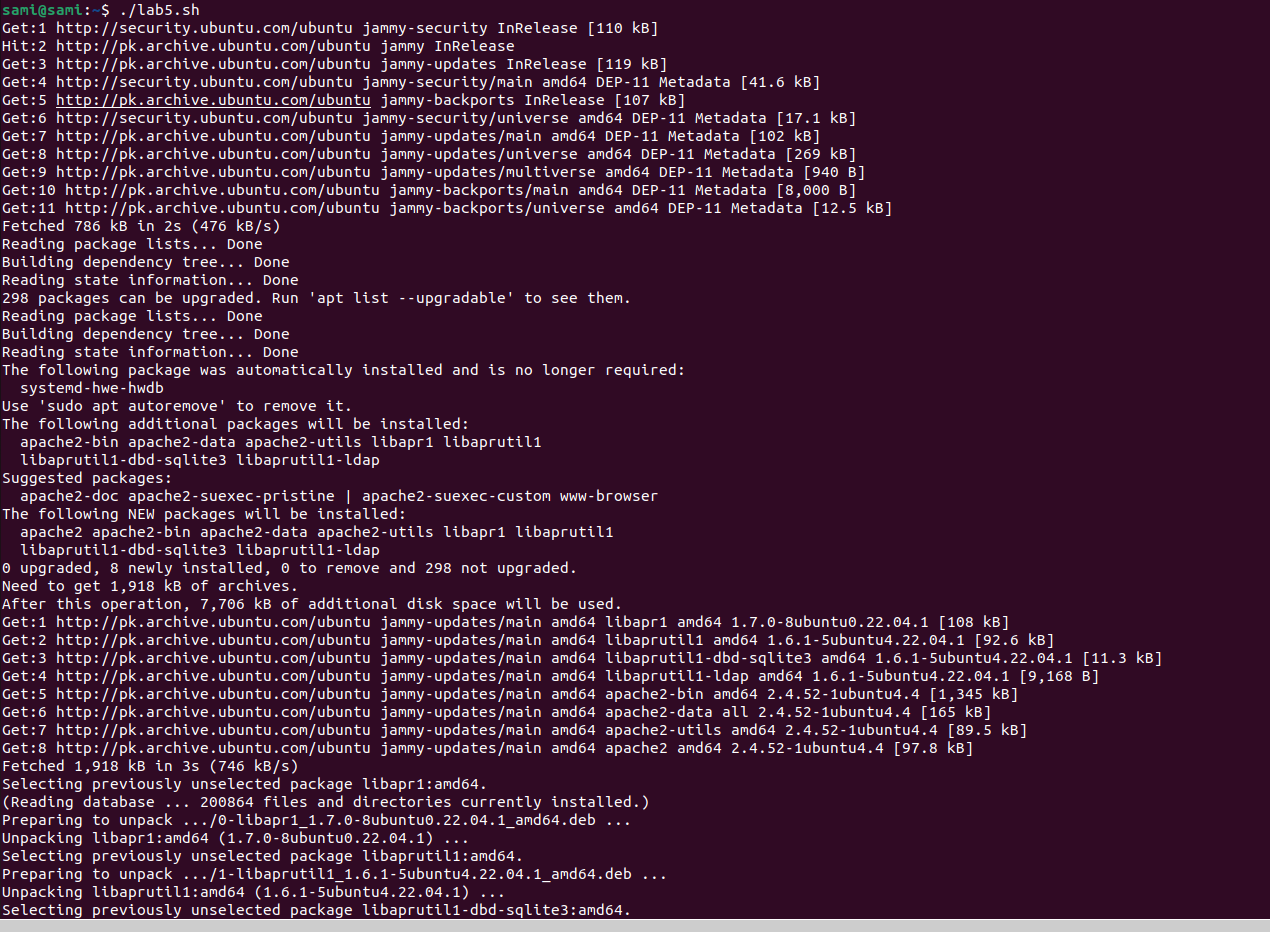 sami@sami:~$ ./lab5.sh
Get:1 http://security.ubuntu.com/ubuntu jammy-security InRelease [110 kB]
Hit:2 http://pk.archive.ubuntu.com/ubuntu jammy InRelease
Get:3 http://pk.archive.ubuntu.com/ubuntu jammy-updates InRelease [119 kB]
Get:4 http://security.ubuntu.com/ubuntu jammy-security/main amd64 DEP-11 Metadata [41.6 kB]
Get:5 http://pk.archive.ubuntu.com/ubuntu jammy-backports InRelease [107 kB]
Get:6 http://security.ubuntu.com/ubuntu jammy-security/universe amd64 DEP-11 Metadata [17.1 kB]
Get:7 http://pk.archive.ubuntu.com/ubuntu jammy-updates/main amd64 DEP-11 Metadata [102 kB]
Get:8 http://pk.archive.ubuntu.com/ubuntu jammy-updates/universe amd64 DEP-11 Metadata [269 kB]
Get:9 http://pk.archive.ubuntu.com/ubuntu jammy-updates/multiverse amd64 DEP-11 Metadata [940 B]
Get:10 http://pk.archive.ubuntu.com/ubuntu jammy-backports/main amd64 DEP-11 Metadata [8,000 B]
Get:11 http://pk.archive.ubuntu.com/ubuntu jammy-backports/universe amd64 DEP-11 Metadata [12.5 kB]
Fetched 786 kB in 2s (476 kB/s)
Reading package lists... Done
Building dependency tree... Done
Reading state information... Done
298 packages can be upgraded. Run 'apt list --upgradable' to see them.
Reading package lists... Done
Building dependency tree... Done
Reading state information... Done
The following package was automatically installed and is no longer required:
  systemd-hwe-hwdb
Use 'sudo apt autoremove' to remove it.
The following additional packages will be installed:
  apache2-bin apache2-data apache2-utils libapr1 libaprutil1
  libaprutil1-dbd-sqlite3 libaprutil1-ldap
Suggested packages:
  apache2-doc apache2-suexec-pristine | apache2-suexec-custom www-browser
The following NEW packages will be installed:
  apache2 apache2-bin apache2-data apache2-utils libapr1 libaprutil1
  libaprutil1-dbd-sqlite3 libaprutil1-ldap
0 upgraded, 8 newly installed, 0 to remove and 298 not upgraded.
Need to get 1,918 kB of archives.
After this operation, 7,706 kB of additional disk space will be used.
Get:1 http://pk.archive.ubuntu.com/ubuntu jammy-updates/main amd64 libapr1 amd64 1.7.0-8ubuntu0.22.04.1 [108 kB]
Get:2 http://pk.archive.ubuntu.com/ubuntu jammy-updates/main amd64 libaprutil1 amd64 1.6.1-5ubuntu4.22.04.1 [92.6 kB]
Get:3 http://pk.archive.ubuntu.com/ubuntu jammy-updates/main amd64 libaprutil1-dbd-sqlite3 amd64 1.6.1-5ubuntu4.22.04.1 [11.3 kB]
Get:4 http://pk.archive.ubuntu.com/ubuntu jammy-updates/main amd64 libaprutil1-ldap amd64 1.6.1-5ubuntu4.22.04.1 [9,168 B]
Get:5 http://pk.archive.ubuntu.com/ubuntu jammy-updates/main amd64 apache2-bin amd64 2.4.52-1ubuntu4.4 [1,345 kB]
Get:6 http://pk.archive.ubuntu.com/ubuntu jammy-updates/main amd64 apache2-data all 2.4.52-1ubuntu4.4 [165 kB]
Get:7 http://pk.archive.ubuntu.com/ubuntu jammy-updates/main amd64 apache2-utils amd64 2.4.52-1ubuntu4.4 [89.5 kB]
Get:8 http://pk.archive.ubuntu.com/ubuntu jammy-updates/main amd64 apache2 amd64 2.4.52-1ubuntu4.4 [97.8 kB]
Fetched 1,918 kB in 3s (746 kB/s)
Selecting previously unselected package libapr1:amd64.
(Reading database ... 200864 files and directories currently installed.)
Preparing to unpack .../0-libapr1_1.7.0-8ubuntu0.22.04.1_amd64.deb ...
Unpacking libapr1:amd64 (1.7.0-8ubuntu0.22.04.1) ...
Selecting previously unselected package libaprutil1:amd64.
Preparing to unpack .../1-libaprutil1_1.6.1-5ubuntu4.22.04.1_amd64.deb ...
Unpacking libaprutil1:amd64 (1.6.1-5ubuntu4.22.04.1) ...
Selecting previously unselected package libaprutil1-dbd-sqlite3:amd64.